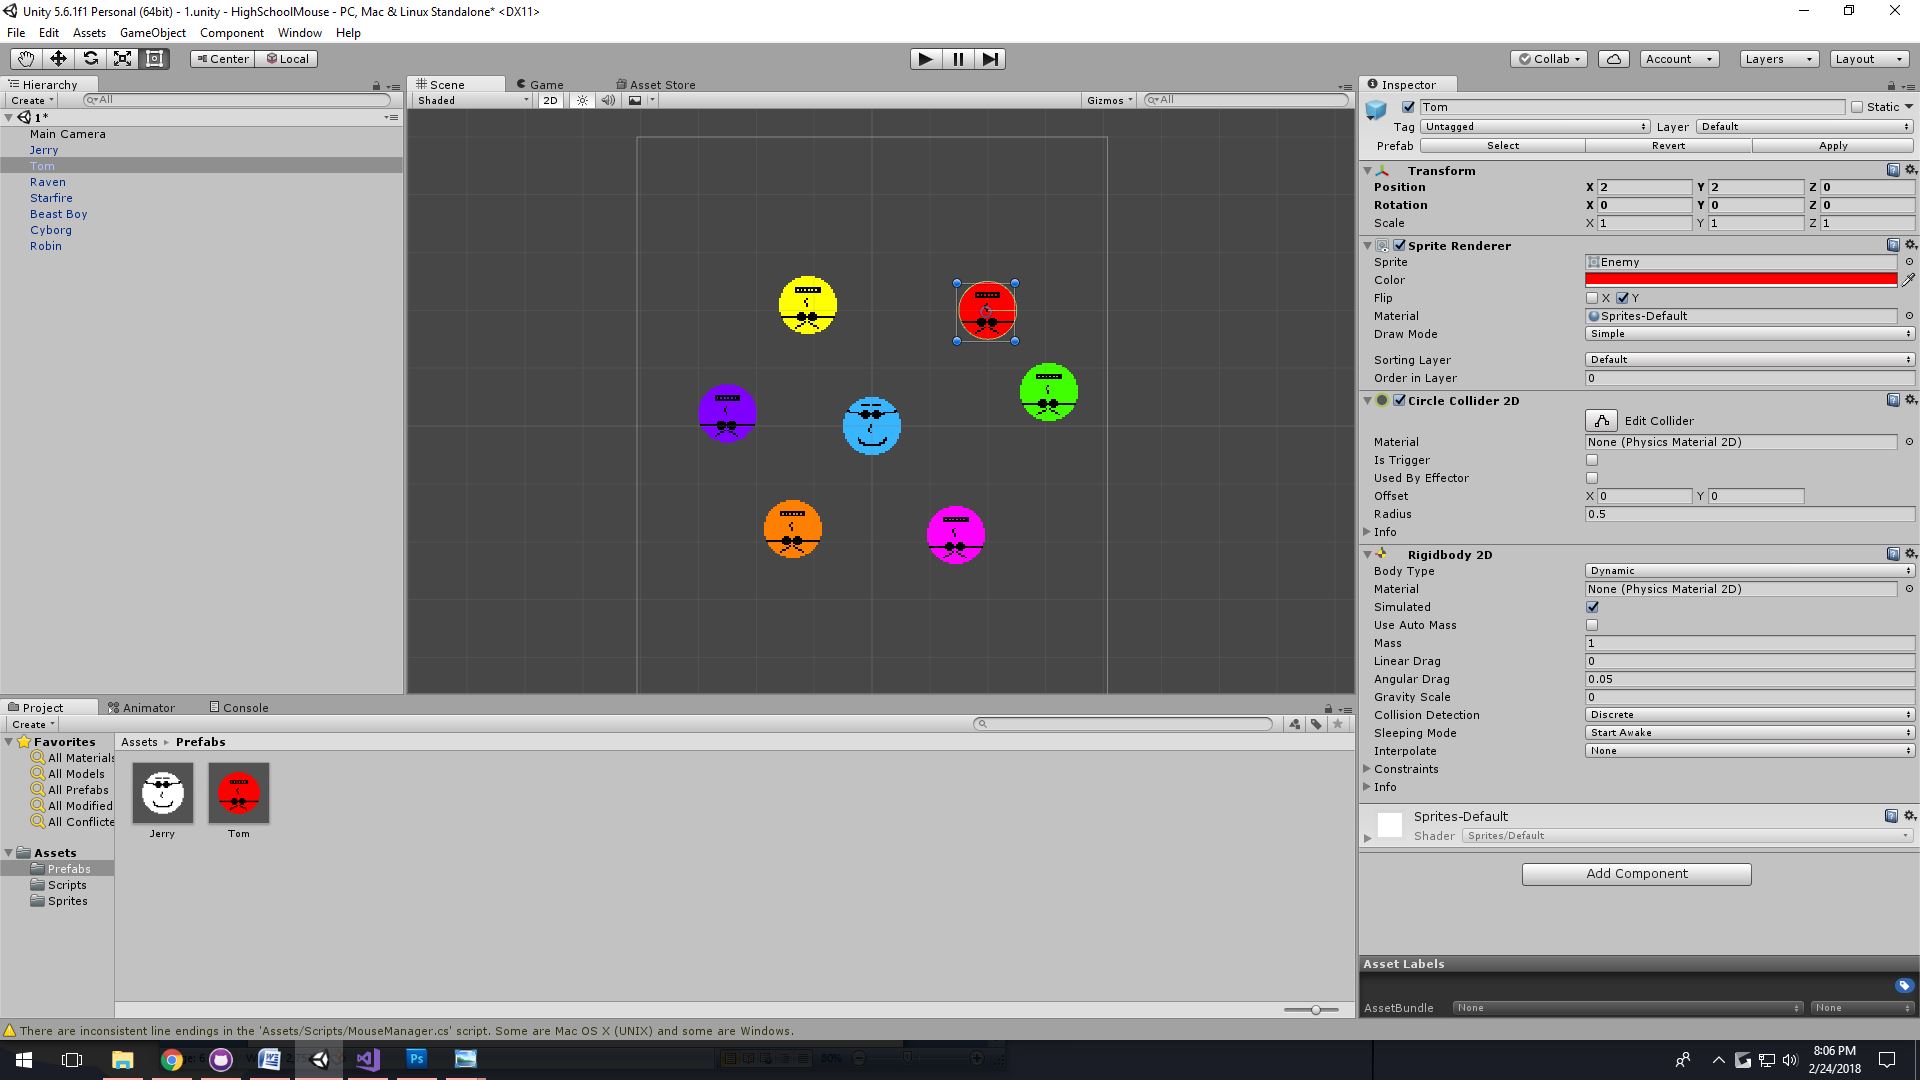 Unity 5.6.1f1 Personal (64bit) - 1.unity - HighSchoolMouse - PC, Mac & Linux Standalone* <DX11>
File Edit Assets GameObject Component Window Help
Center Local Collab Account Layers Layout
Hierarchy
Create All
1*
Main Camera
Jerry
Tom
Raven
Starfire
Beast Boy
Cyborg
Robin
Scene Game Asset Store
Shaded 2D Gizmos All
Inspector
Tom Static
Tag Untagged Layer Default
Prefab Select Revert Apply
Transform
Position X 2 Y 2 Z 0
Rotation X 0 Y 0 Z 0
Scale X 1 Y 1 Z 1
Sprite Renderer
Sprite Enemy
Color
Flip X Y
Material Sprites-Default
Draw Mode Simple
Sorting Layer Default
Order in Layer 0
Circle Collider 2D
Edit Collider
Material None (Physics Material 2D)
Is Trigger
Used By Effector
Offset X 0 Y 0
Radius 0.5
Info
Rigidbody 2D
Body Type Dynamic
Material None (Physics Material 2D)
Simulated
Use Auto Mass
Mass 1
Linear Drag 0
Angular Drag 0.05
Gravity Scale 0
Collision Detection Discrete
Sleeping Mode Start Awake
Interpolate None
Constraints
Info
Sprites-Default
Shader Sprites/Default
Add Component
Asset Labels
AssetBundle None None
Project Animator Console
Create
Favorites
All Materials
All Models
All Prefabs
All Modified
All Conflicte
Assets
Prefabs
Scripts
Sprites
Assets Prefabs
Jerry Tom
There are inconsistent line endings in the 'Assets/Scripts/MouseManager.cs' script. Some are Mac OS X (UNIX) and some are Windows.
Ps
80%
8:06 PM
2/24/2018